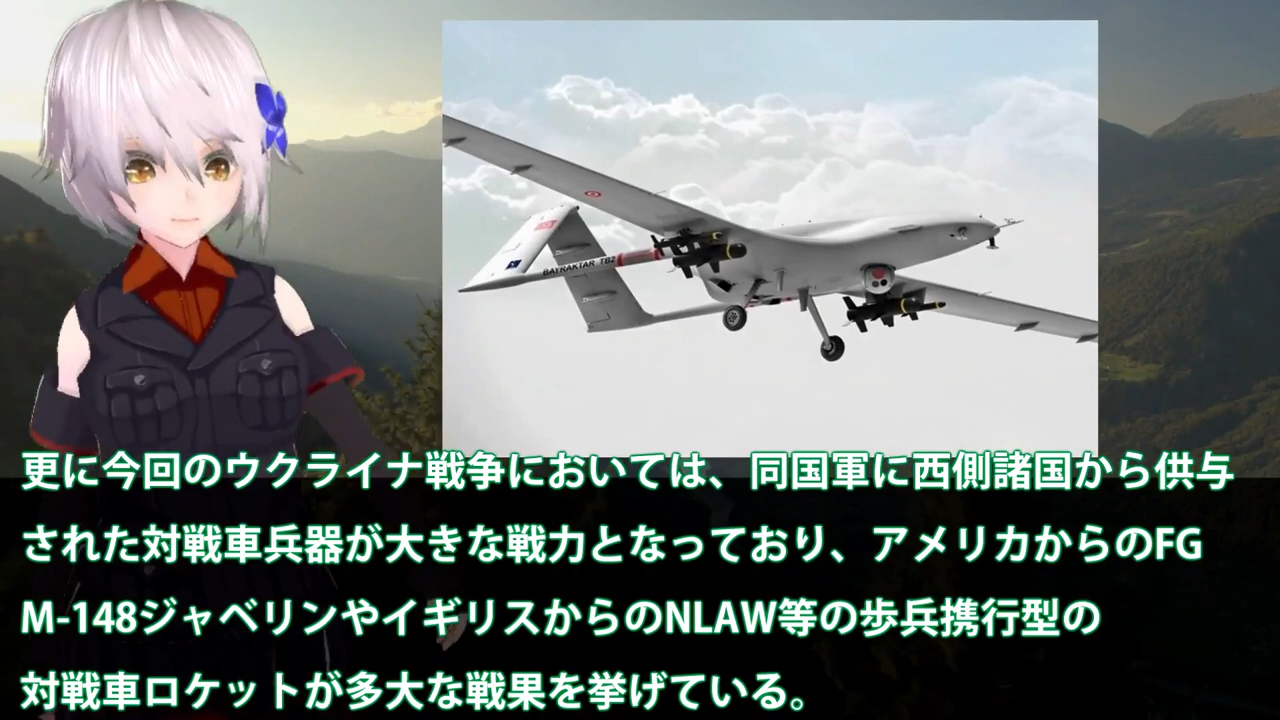 BAYRAKTAR TB2
更に今回のウクライナ戦争においては、同国軍に西側諸国から供与
された対戦車兵器が大きな戦力となっており、アメリカからのFG
M-148ジャベリンやイギリスからのNLAW等の歩兵携行型の
対戦車ロケットが多大な戦果を挙げている。